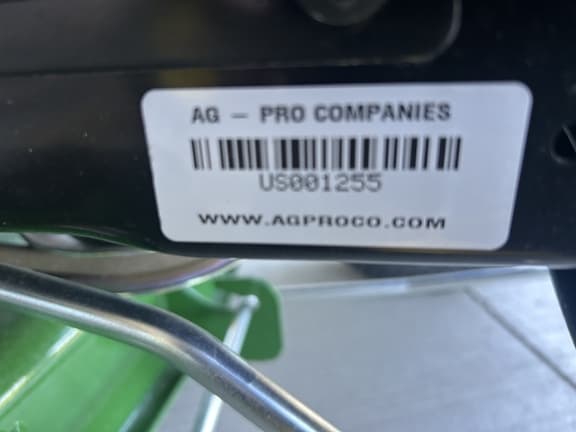 AG - PRO COMPANIES
US001255
WWW.AGPROCO.COM